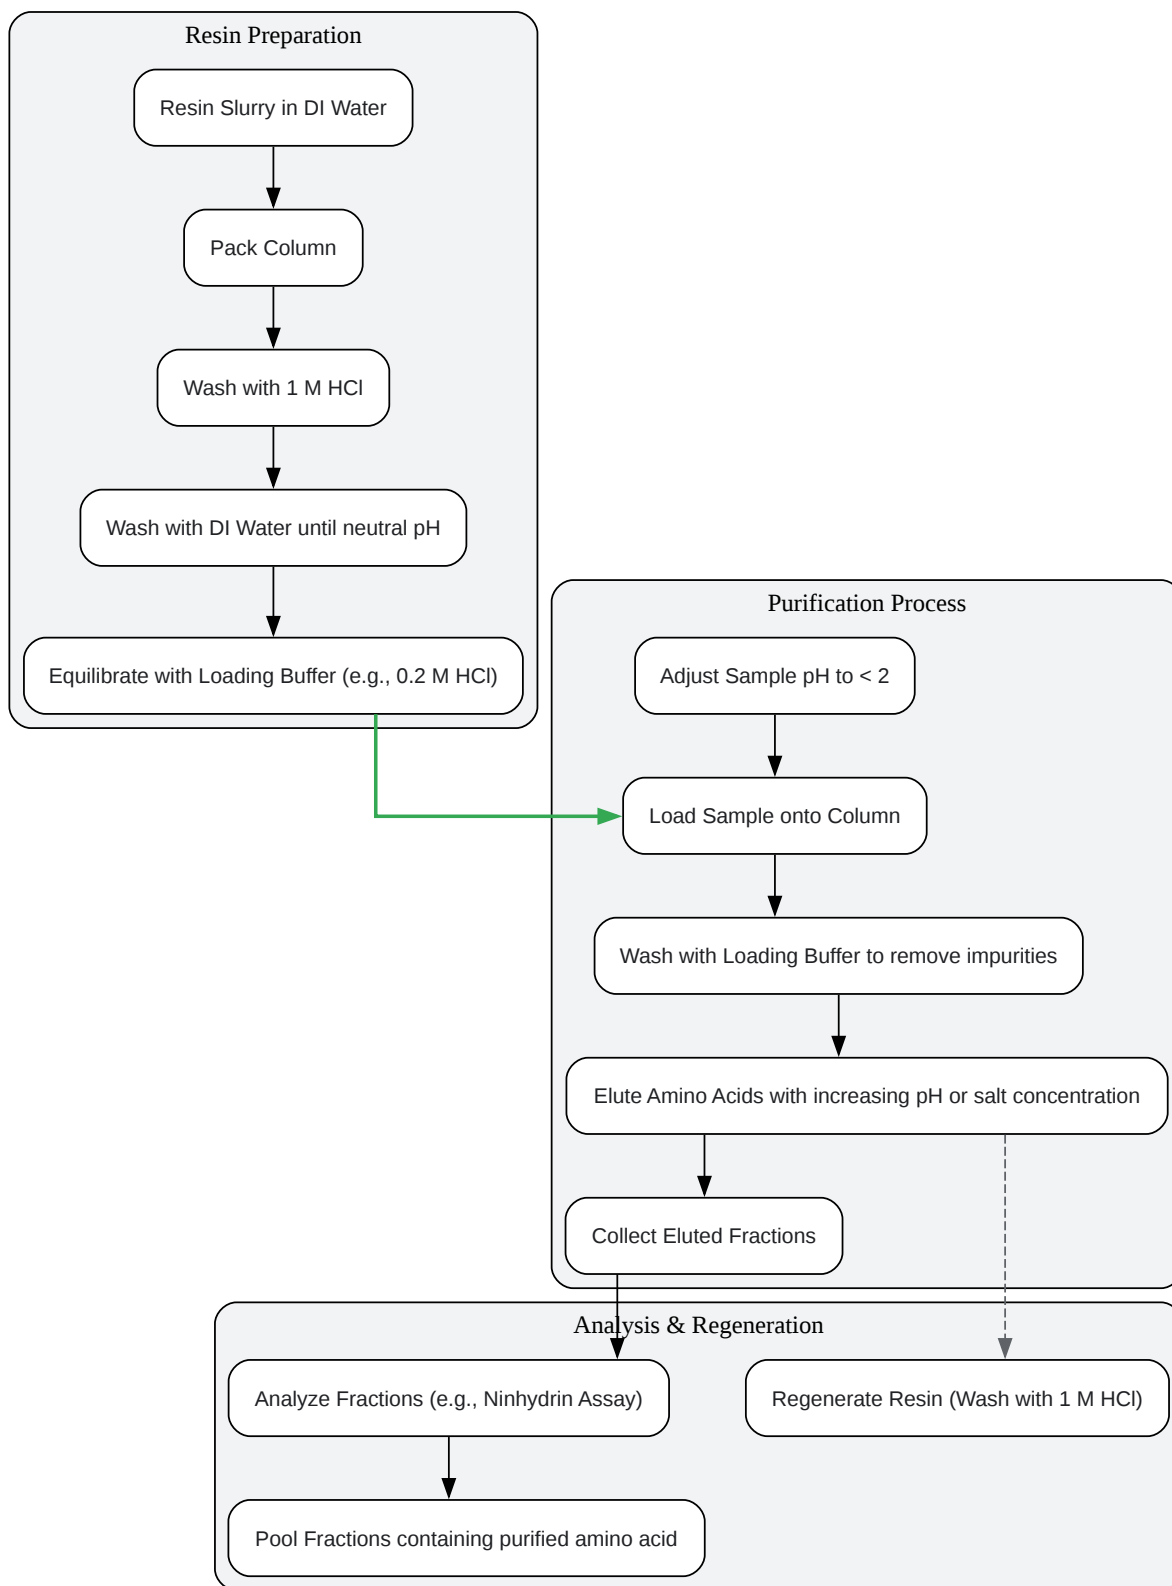 Resin Preparation
Resin Slurry in DI Water
Pack Column
Wash with 1 M HCl
Wash with DI Water until neutral pH
Equilibrate with Loading Buffer (e.g., 0.2 M HCl)
Purification Process
Adjust Sample pH to < 2
Load Sample onto Column
Wash with Loading Buffer to remove impurities
Elute Amino Acids with increasing pH or salt concentration
Collect Eluted Fractions
Analysis & Regeneration
Analyze Fractions (e.g., Ninhydrin Assay)
Regenerate Resin (Wash with 1 M HCl)
Pool Fractions containing purified amino acid